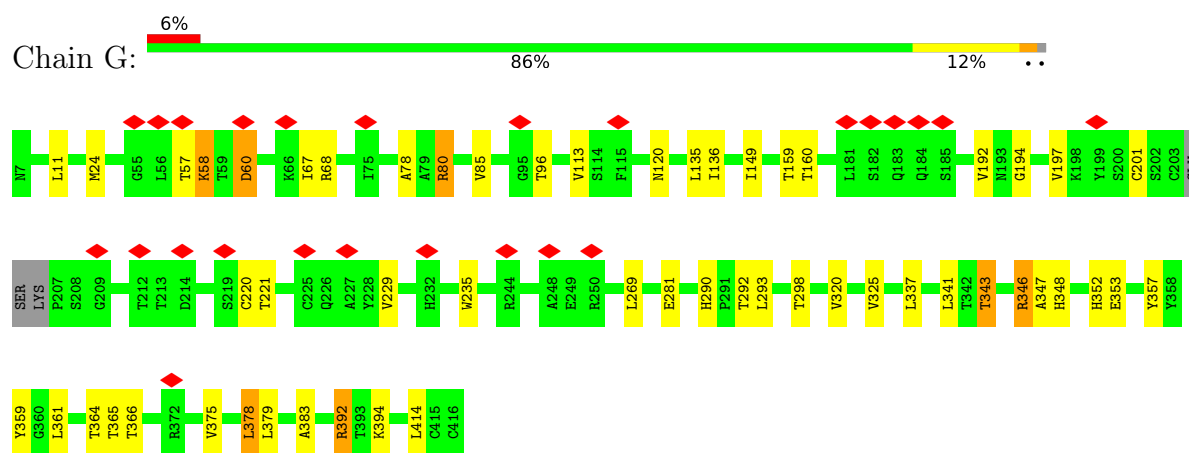 6%
Chain G:
86% 12% • •
N7 L11 M24 G55 L56 T57 K58 T59 D60 K66 I67 R68 I75 A78 A79 R80 V85 G95 T96 V113 S114 F115 N120 L135 I136 I149 T159 T160 L181 S182 Q183 Q184 S185 V192 N193 G194 V197 K198 Y199 S200 C201 S202 C203
SER LYS P207 S208 G209 T212 T213 D214 S219 C220 T221 C225 Q226 A227 Y228 V229 H232 W235 R244 A248 E249 R250 L269 E281 H290 P291 T292 L293 T298 V320 V325 L337 L341 T342 T343 R346 A347 H348 H352 E353 Y357 Y358
Y359 G360 L361 T364 T365 T366 R372 V375 L378 L379 A383 R392 T393 K394 L414 C415 C416